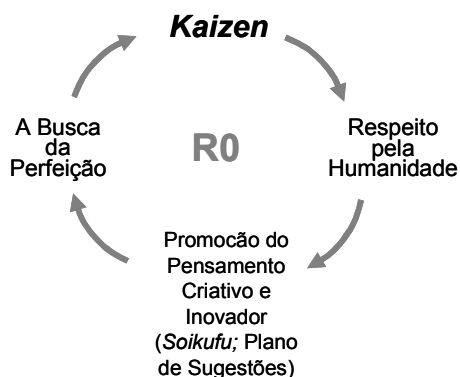 Kaizen
A Busca
da
Perfeição
R0
Respeito
pela
Humanidade
Promocão do
Pensamento
Criativo e
Inovador
(Soikufu; Plano
de Sugestões)